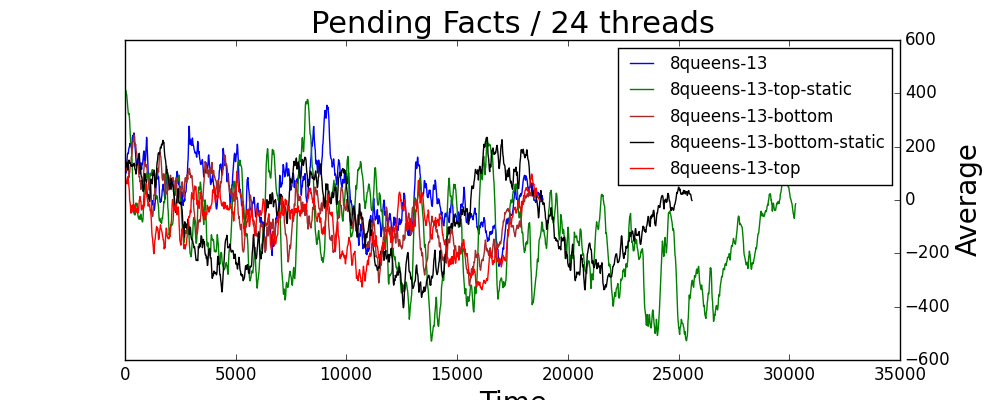 Pending Facts / 24 threads
8queens-13
8queens-13-top-static
8queens-13-bottom
8queens-13-bottom-static
8queens-13-top
600
400
200
0
−200
−400
−600
Average
0 5000 10000 15000 20000 25000 30000 35000
Time